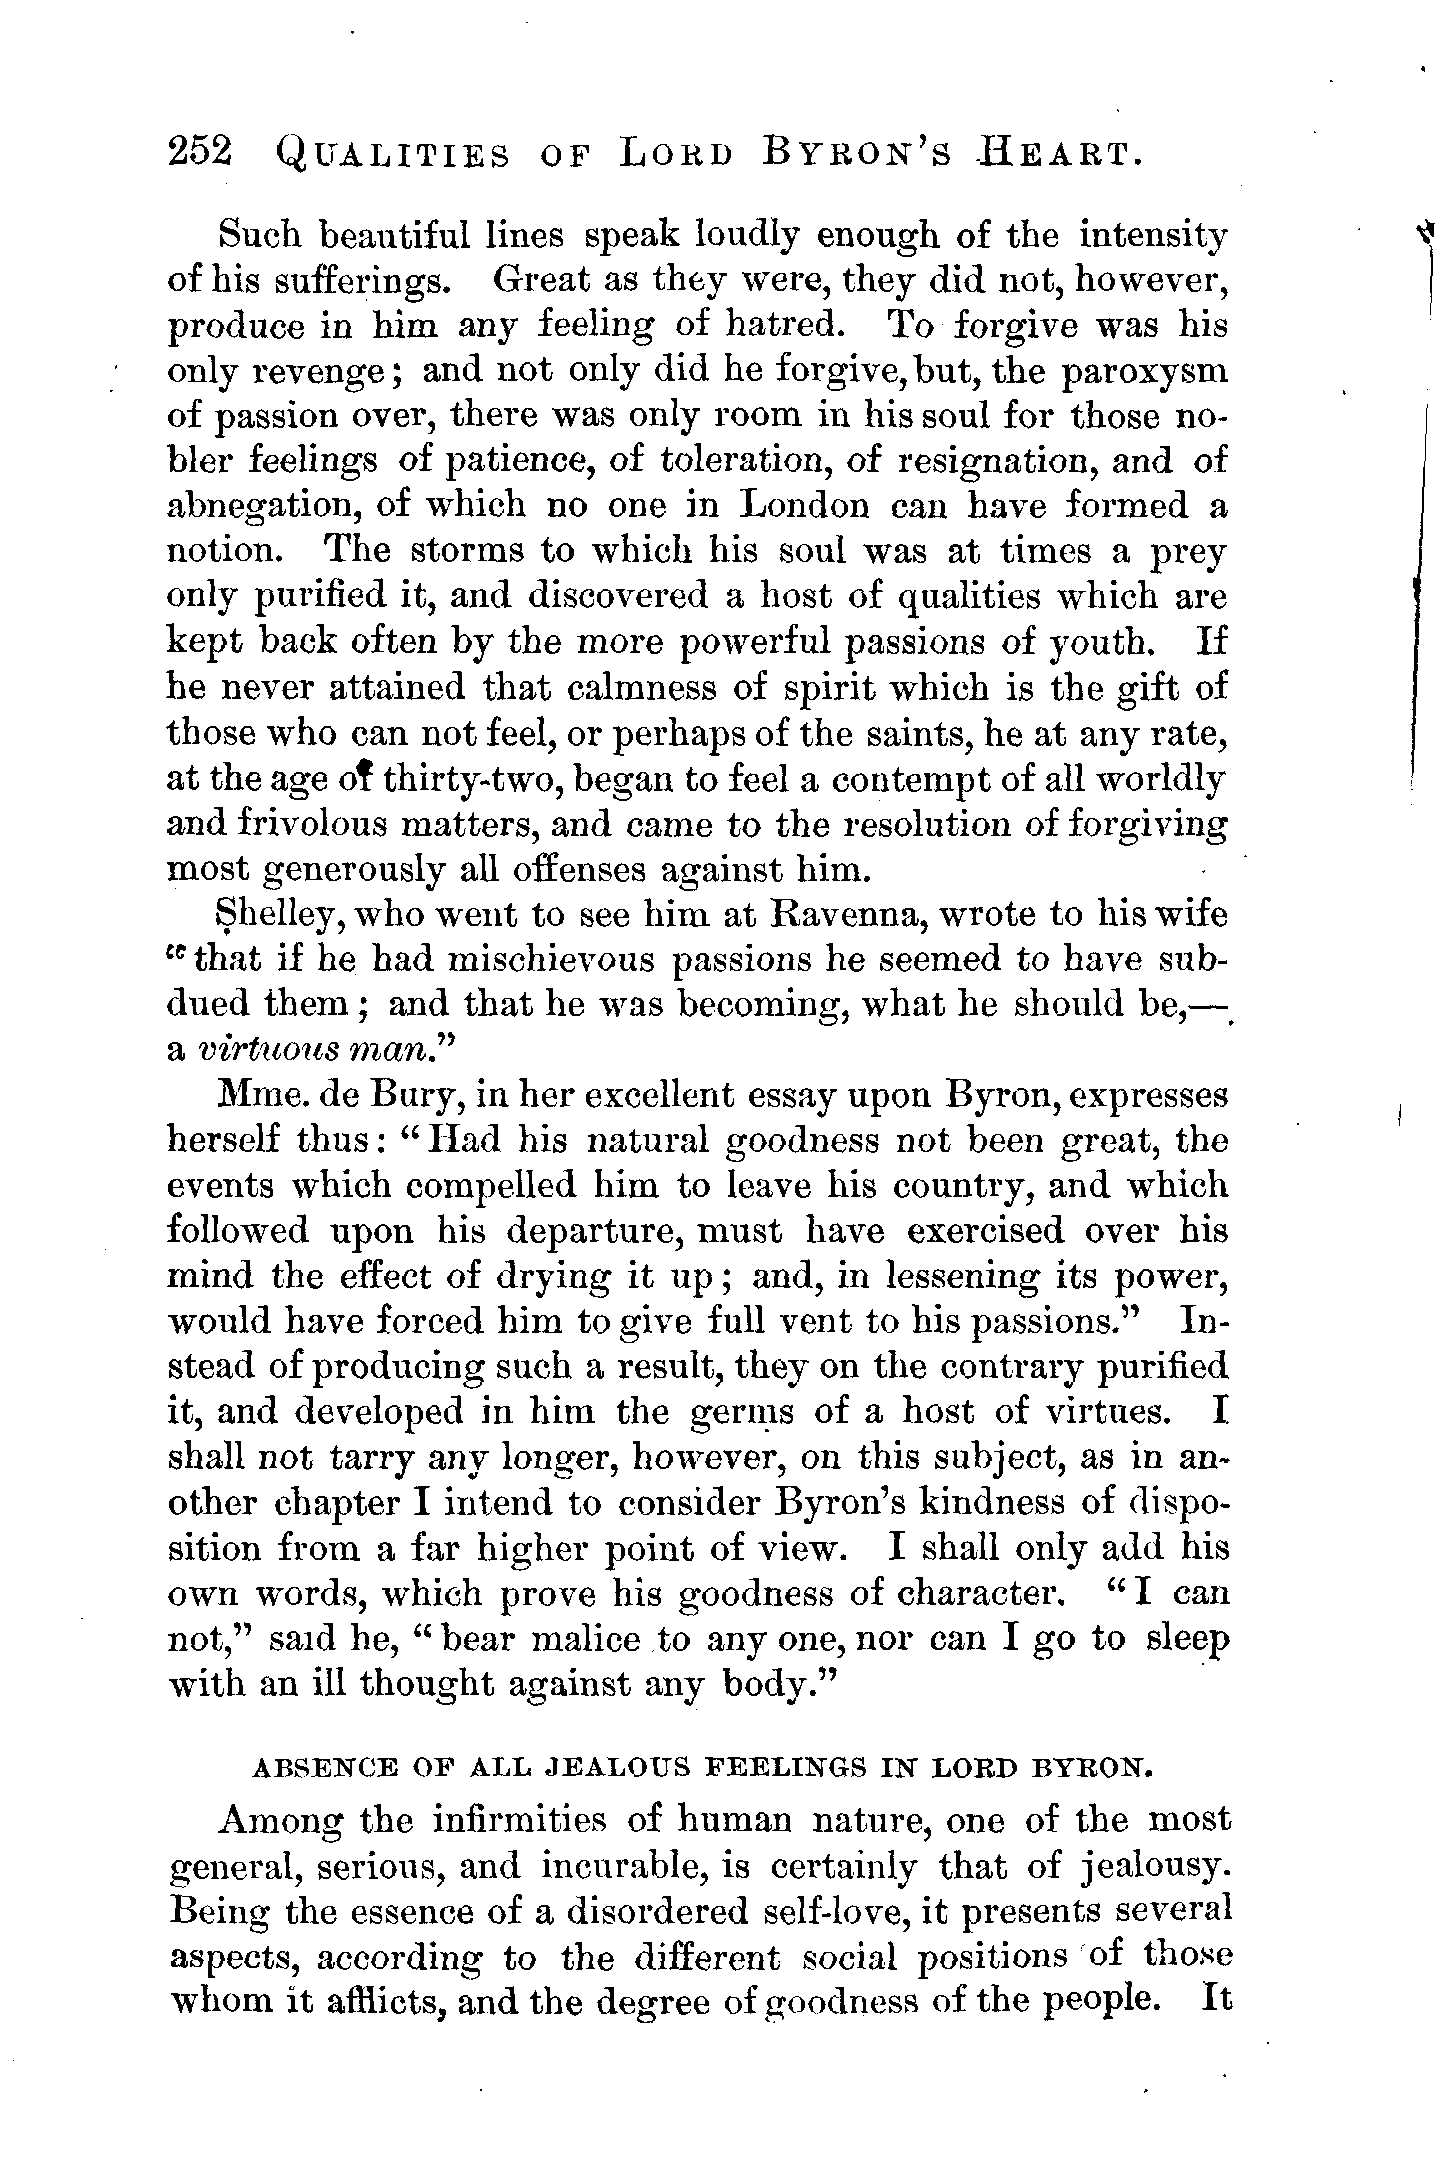 252 QUALITIES OF LORD BYRON'S HEART.
Such beautiful lines speak loudly enough of the intensity
of his sufferings. Great as they were, they did not, however,
produce in him any feeling of hatred. To forgive was his
only revenge; and not only did he forgive, but, the paroxysm
of passion over, there was only room in his soul for those no-
bler feelings of patience, of toleration, of resignation, and of
abnegation, of which no one in London can have formed a
notion. The storms to which his soul was at times a prey
only purified it, and discovered a host of qualities which are
kept back often by the more powerful passions of youth. If
he never attained that calmness of spirit which is the gift of
those who can not feel, or perhaps of the saints, he at any rate,
at the age of thirty-two, began to feel a contempt of all worldly
and frivolous matters, and came to the resolution of forgiving
most generously all offenses against him.
Shelley, who went to see him at Ravenna, wrote to his wife
"that if he had mischievous passions he seemed to have sub-
dued them; and that he was becoming, what he should be,—
a virtuous man."
Mme. de Bury, in her excellent essay upon Byron, expresses
herself thus: "Had his natural goodness not been great, the
events which compelled him to leave his country, and which
followed upon his departure, must have exercised over his
mind the effect of drying it up; and, in lessening its power,
would have forced him to give full vent to his passions." In-
stead of producing such a result, they on the contrary purified
it, and developed in him the germs of a host of virtues. I
shall not tarry any longer, however, on this subject, as in an-
other chapter I intend to consider Byron's kindness of dispo-
sition from a far higher point of view. I shall only add his
own words, which prove his goodness of character. "I can
not," said he, "bear malice to any one, nor can I go to sleep
with an ill thought against any body."
ABSENCE OF ALL JEALOUS FEELINGS IN LORD BYRON.
Among the infirmities of human nature, one of the most
general, serious, and incurable, is certainly that of jealousy.
Being the essence of a disordered self-love, it presents several
aspects, according to the different social positions of those
whom it afflicts, and the degree of goodness of the people. It